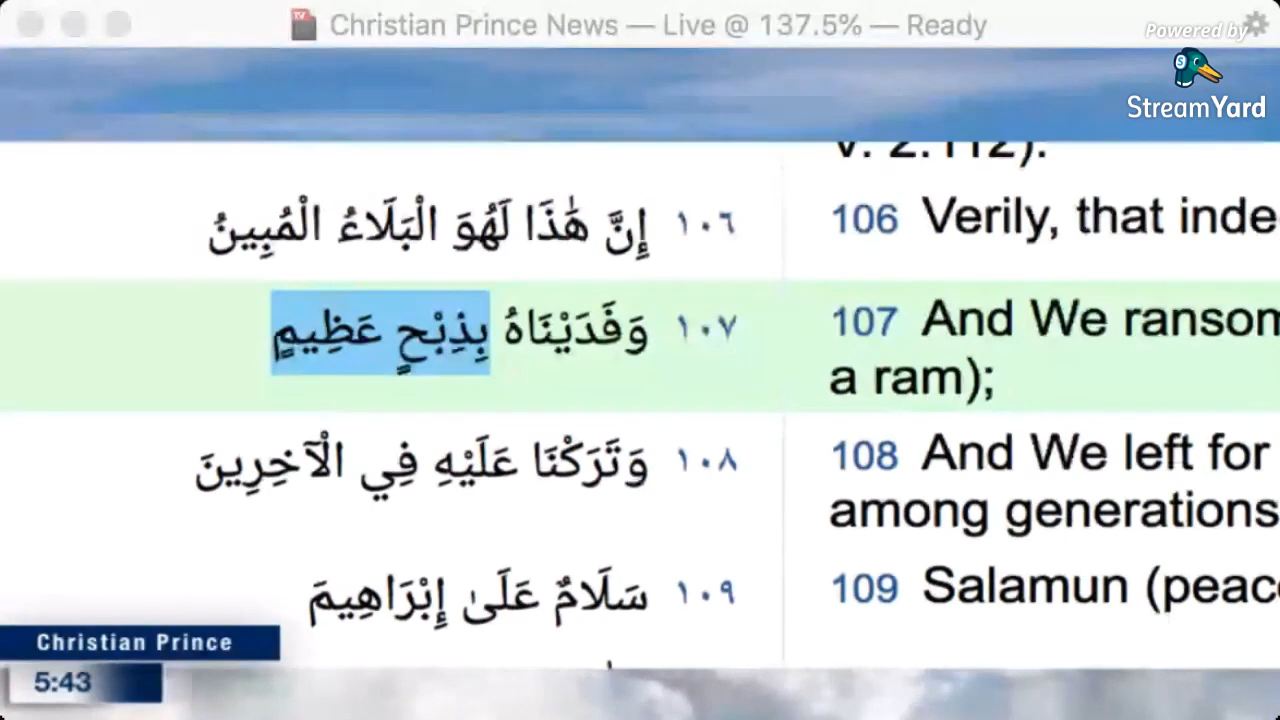 Christian Prince News — Live @ 137.5% — Ready
Powered by
StreamYard
v. 2:112).
إِنَّ هَٰذَا لَهُوَ الْبَلَاءُ الْمُبِينُ ١٠٦
106 Verily, that inde
وَفَدَيْنَاهُ بِذِبْحٍ عَظِيمٍ ١٠٧
107 And We ransom
a ram);
وَتَرَكْنَا عَلَيْهِ فِي الْآخِرِينَ ١٠٨
108 And We left for
among generations
سَلَامٌ عَلَىٰ إِبْرَاهِيمَ ١٠٩
109 Salamun (peac
Christian Prince
5:43